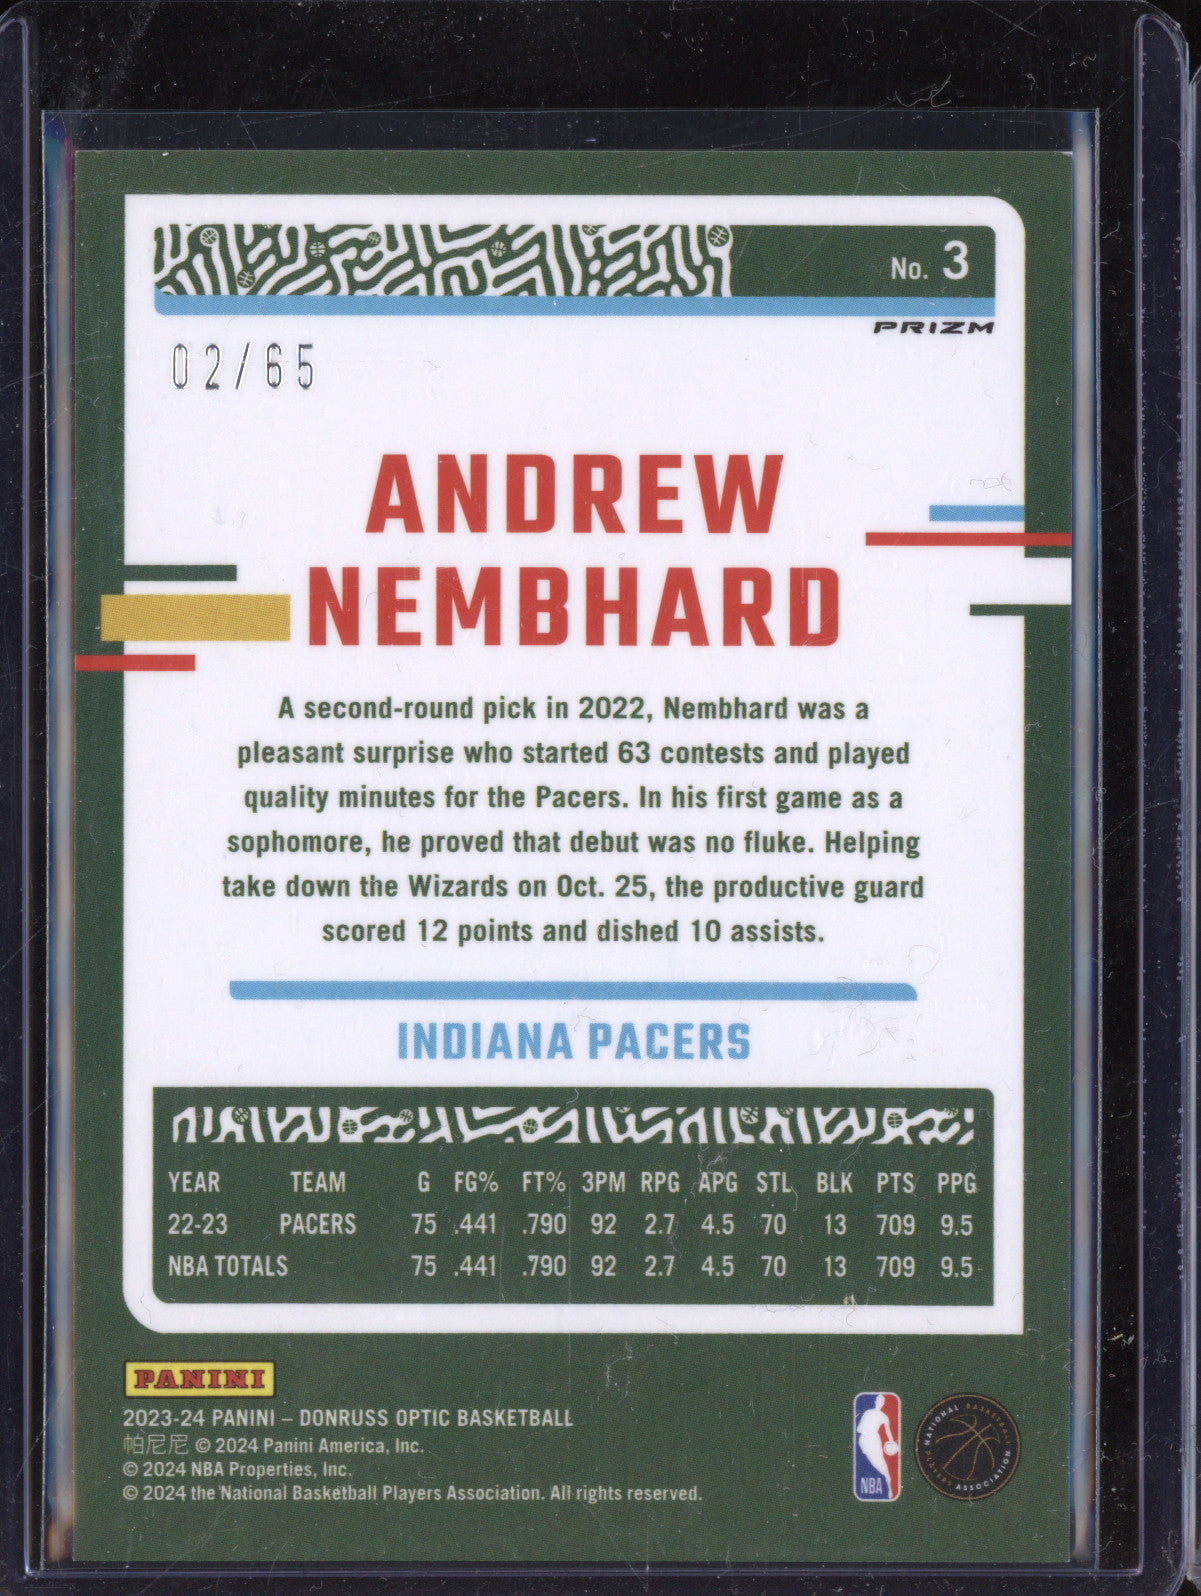 No. 3
PRIZM
02/65
ANDREW
NEMBHARD
A second-round pick in 2022, Nembhard was a
pleasant surprise who started 63 contests and played
quality minutes for the Pacers. In his first game as a
sophomore, he proved that debut was no fluke. Helping
take down the Wizards on Oct. 25, the productive guard
scored 12 points and dished 10 assists.
INDIANA PACERS
YEAR TEAM G FG% FT% 3PM RPG APG STL BLK PTS PPG
22-23 PACERS 75 .441 .790 92 2.7 4.5 70 13 709 9.5
NBA TOTALS 75 .441 .790 92 2.7 4.5 70 13 709 9.5
PANINI
2023-24 PANINI – DONRUSS OPTIC BASKETBALL
帕尼尼 © 2024 Panini America, Inc.
© 2024 NBA Properties, Inc.
© 2024 the National Basketball Players Association. All rights reserved.
NBA
NATIONAL BASKETBALL PLAYERS ASSOCIATION